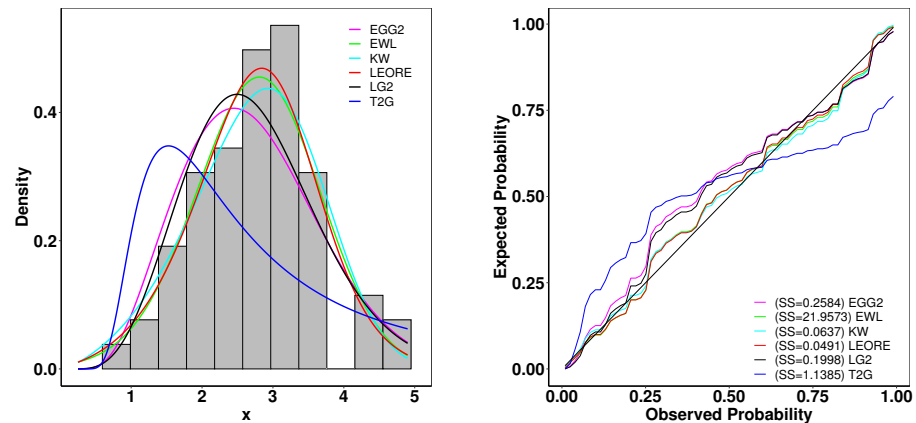 EGG2
EWL
KW
LEORE
LG2
T2G
0.4
0.2
0.0
Density
1
2
3
4
5
x
1.00
0.75
0.50
0.25
0.00
Expected Probability
(SS=0.2584) EGG2
(SS=21.9573) EWL
(SS=0.0637) KW
(SS=0.0491) LEORE
(SS=0.1998) LG2
(SS=1.1385) T2G
0.00
0.25
0.50
0.75
1.00
Observed Probability